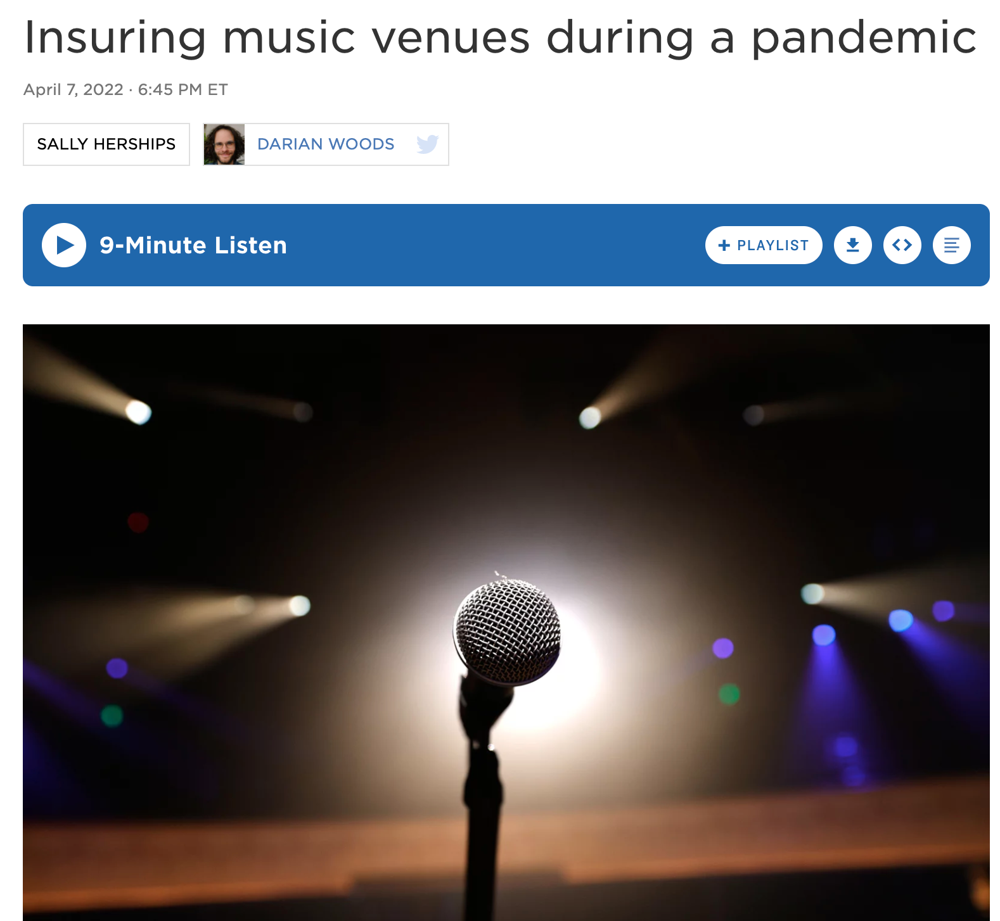 Insuring music venues during a pandemic
April 7, 2022 · 6:45 PM ET
SALLY HERSHIPS
DARIAN WOODS
9-Minute Listen
+ PLAYLIST